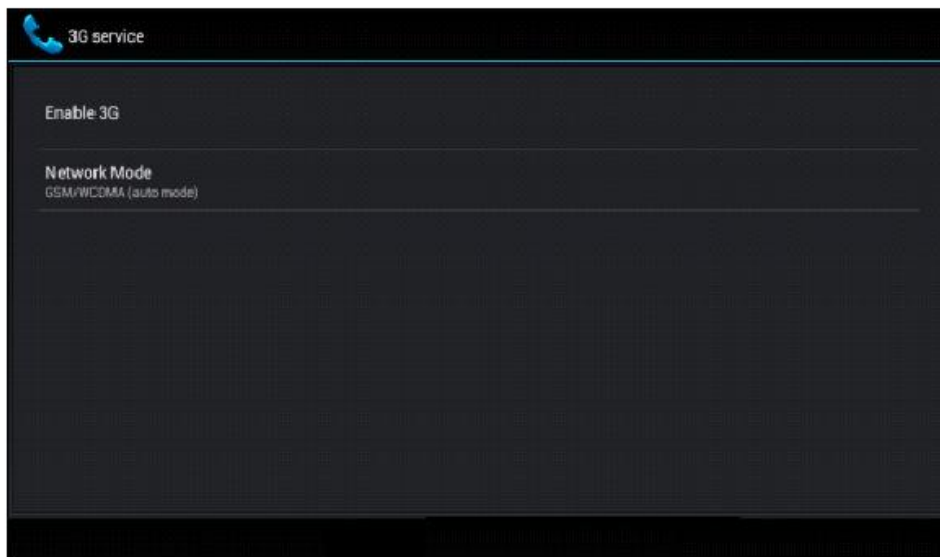 3G service
Enable 3G
Network Mode
GSM/WCDMA (auto mode)